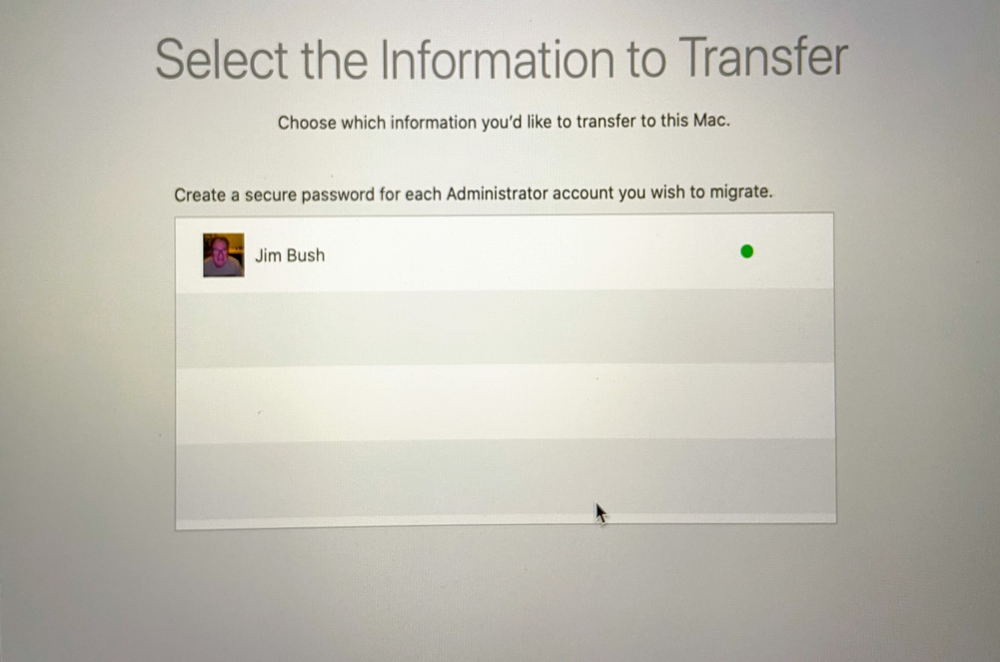 Select the Information to Transfer
Choose which information you’d like to transfer to this Mac.
Create a secure password for each Administrator account you wish to migrate.
Jim Bush